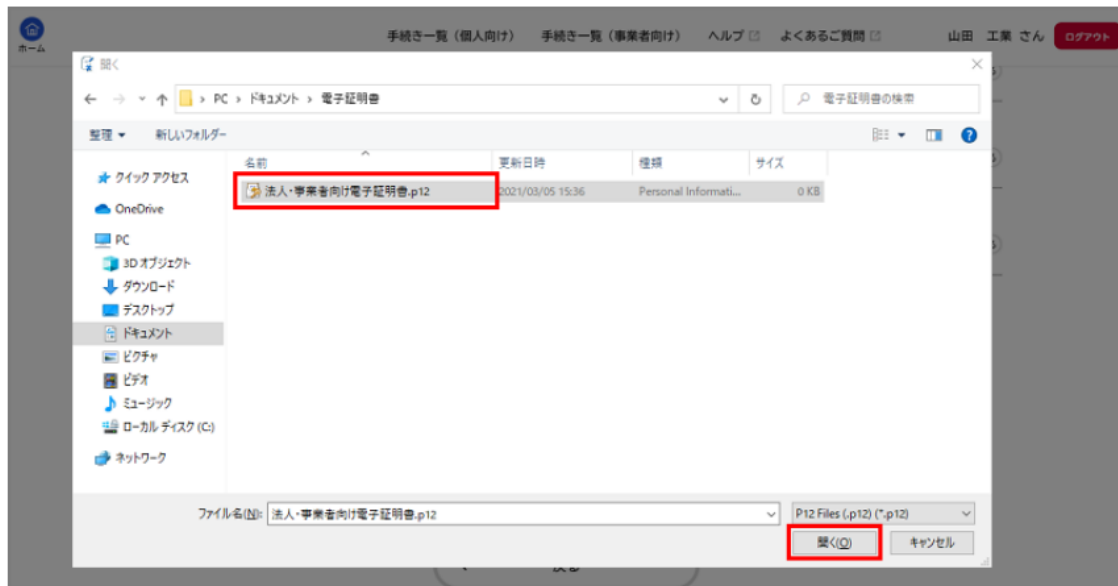 ホーム
手続き一覧（個人向け） 手続き一覧（事業者向け） ヘルプ よくあるご質問 山田 工業 さん ログアウト
開く
PC › ドキュメント › 電子証明書
電子証明書の検索
整理 新しいフォルダー
名前 更新日時 種類 サイズ
法人・事業者向け電子証明書.p12 2021/03/05 15:36 Personal Informati... 0 KB
クイック アクセス
OneDrive
PC
3D オブジェクト
ダウンロード
デスクトップ
ドキュメント
ピクチャ
ビデオ
ミュージック
ローカル ディスク (C:)
ネットワーク
ファイル名(N): 法人・事業者向け電子証明書.p12 P12 Files (.p12) (*.p12)
開く(O) キャンセル